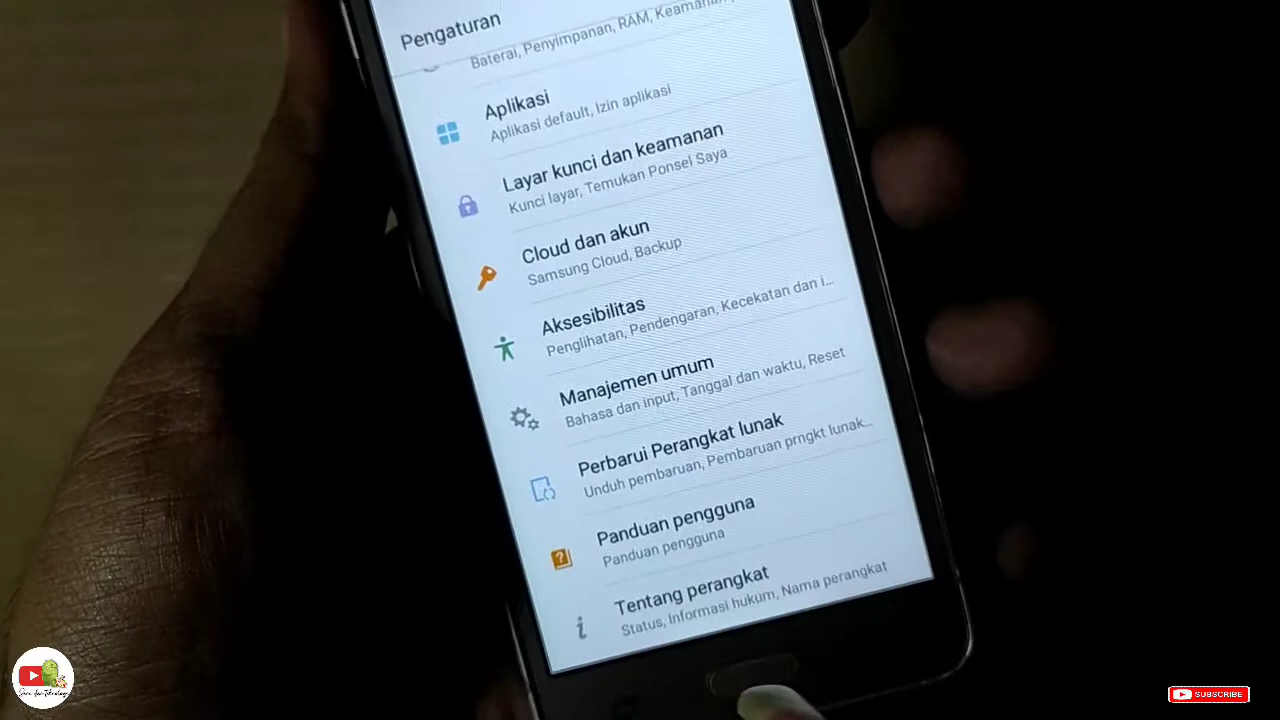 Pengaturan
Baterai, Penyimpanan, RAM, Keamanan
Aplikasi
Aplikasi default, Izin aplikasi
Layar kunci dan keamanan
Kunci layar, Temukan Ponsel Saya
Cloud dan akun
Samsung Cloud, Backup
Aksesibilitas
Penglihatan, Pendengaran, Kecekatan dan i...
Manajemen umum
Bahasa dan input, Tanggal dan waktu, Reset
Perbarui Perangkat lunak
Unduh pembaruan, Pembaruan prngkt lunak...
Panduan pengguna
Panduan pengguna
Tentang perangkat
Status, Informasi hukum, Nama perangkat
SUBSCRIBE